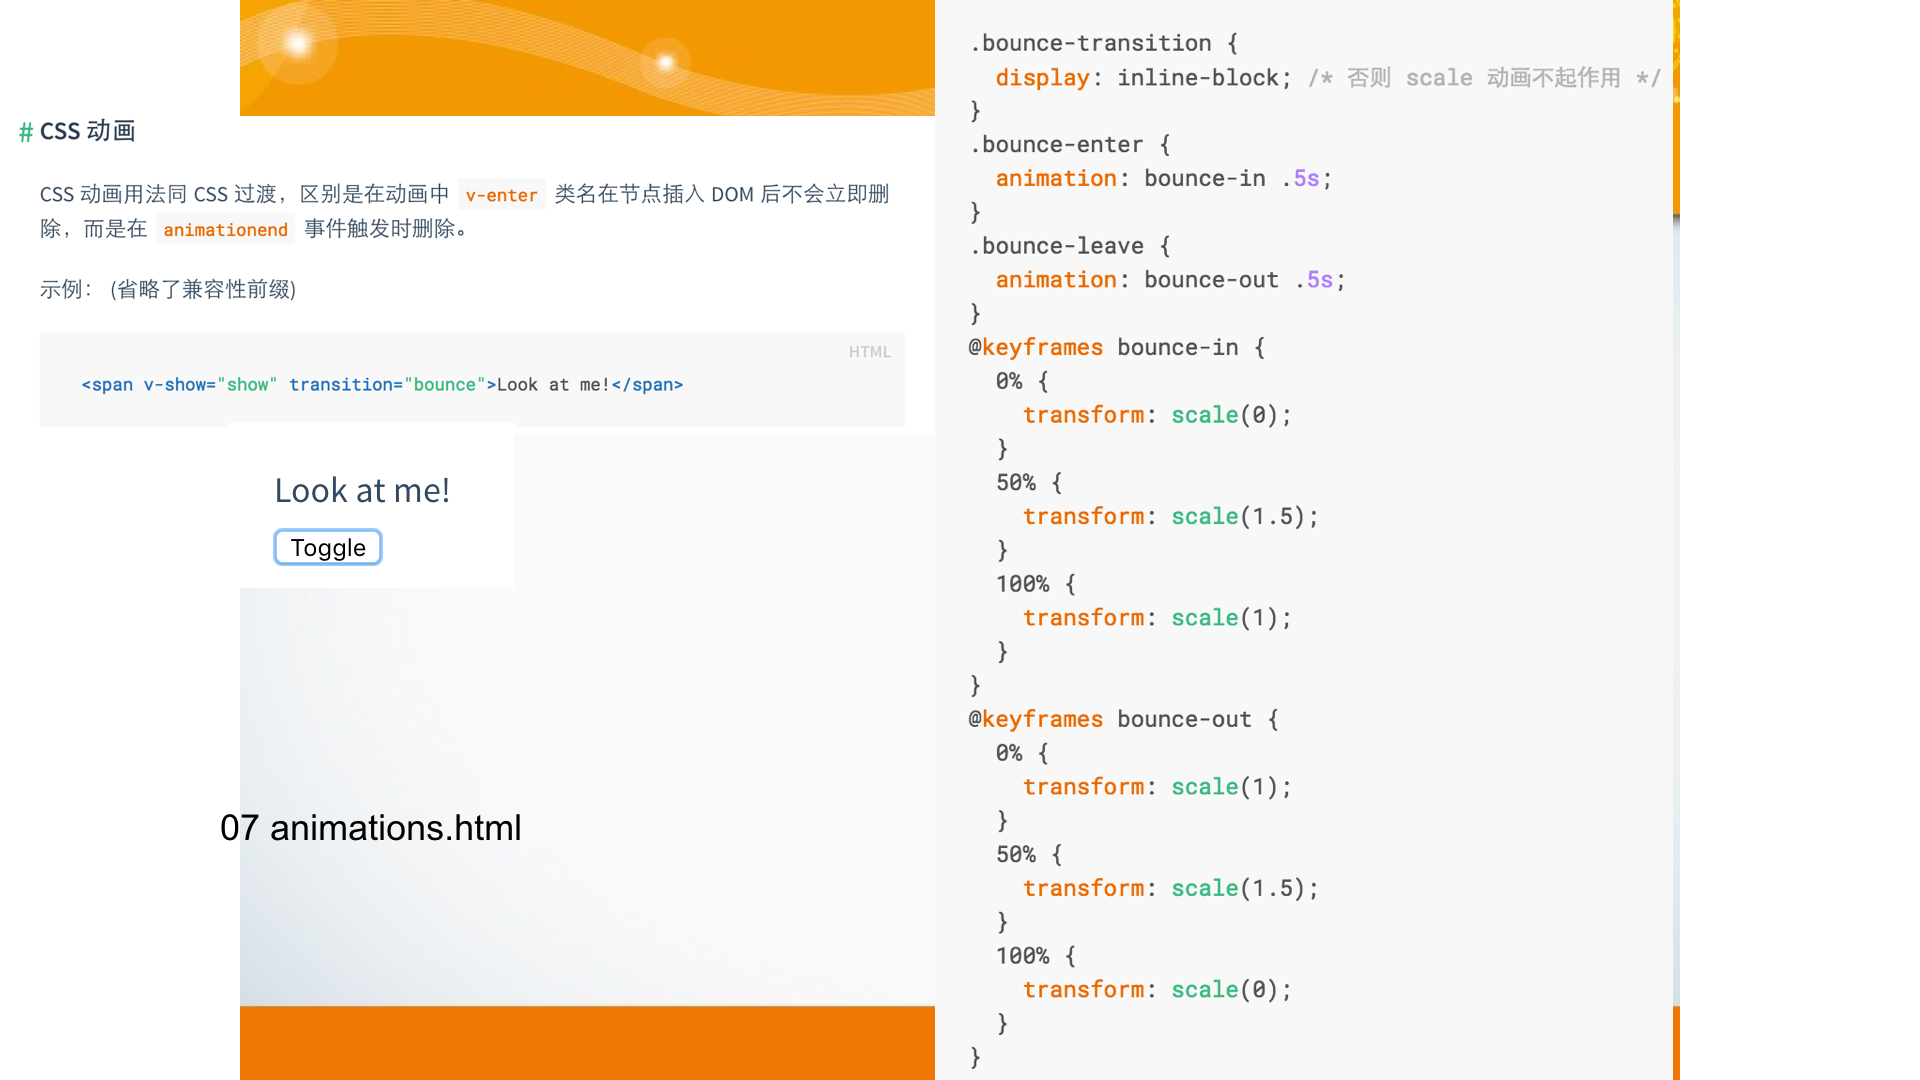 # CSS 动画
CSS 动画用法同 CSS 过渡，区别是在动画中 v-enter 类名在节点插入 DOM 后不会立即删
除，而是在 animationend 事件触发时删除。
示例： (省略了兼容性前缀)
HTML
<span v-show="show" transition="bounce">Look at me!</span>
Look at me!
Toggle
07 animations.html
.bounce-transition {
  display: inline-block; /* 否则 scale 动画不起作用 */
}
.bounce-enter {
  animation: bounce-in .5s;
}
.bounce-leave {
  animation: bounce-out .5s;
}
@keyframes bounce-in {
  0% {
    transform: scale(0);
  }
  50% {
    transform: scale(1.5);
  }
  100% {
    transform: scale(1);
  }
}
@keyframes bounce-out {
  0% {
    transform: scale(1);
  }
  50% {
    transform: scale(1.5);
  }
  100% {
    transform: scale(0);
  }
}